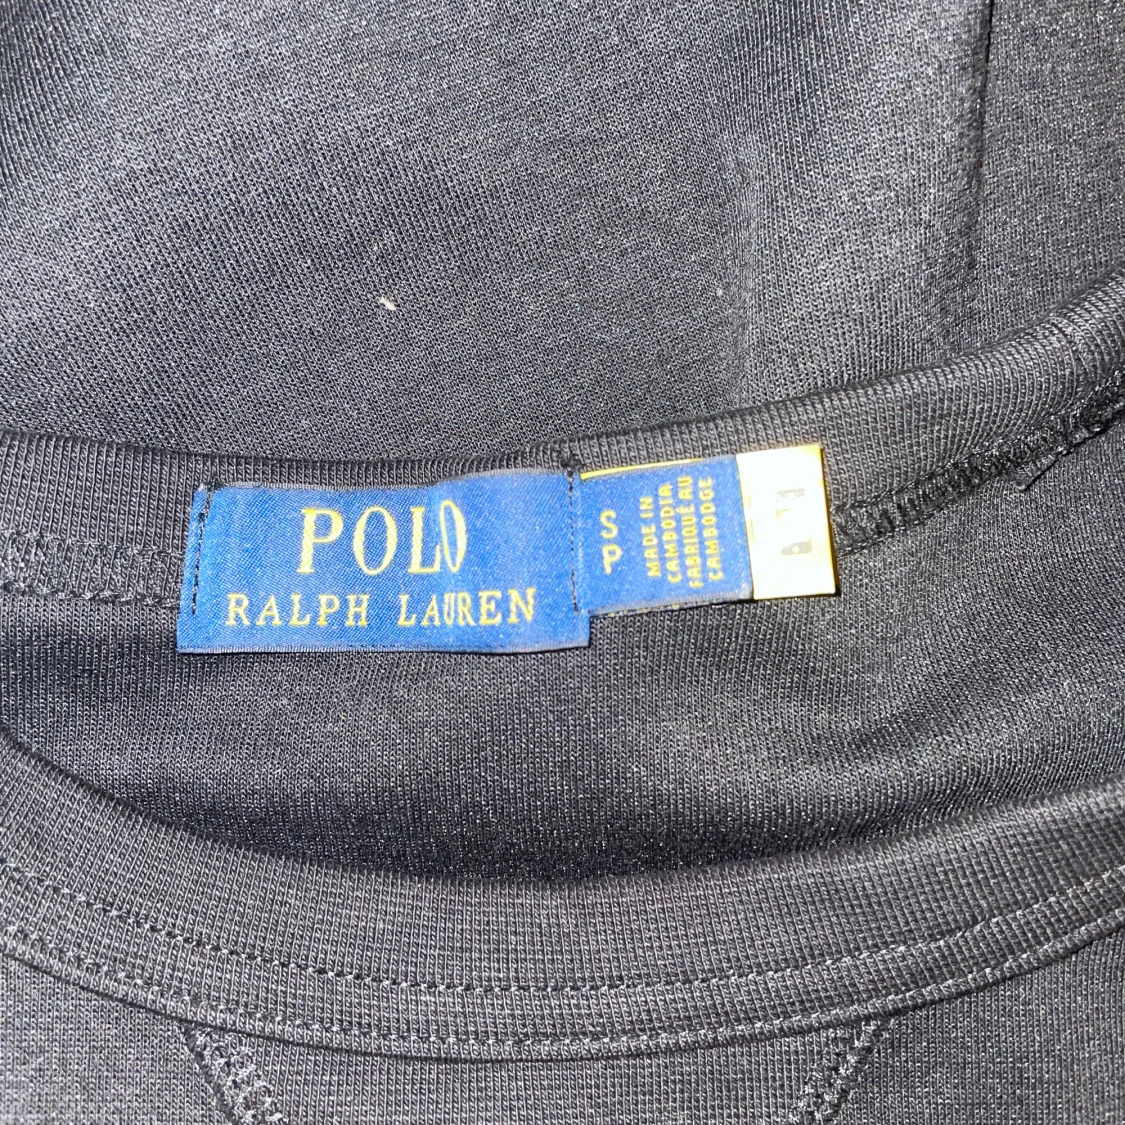 POLO
RALPH LAUREN
S
P
MADE IN
CAMBODIA
FABRIQUÉ AU
CAMBODGE